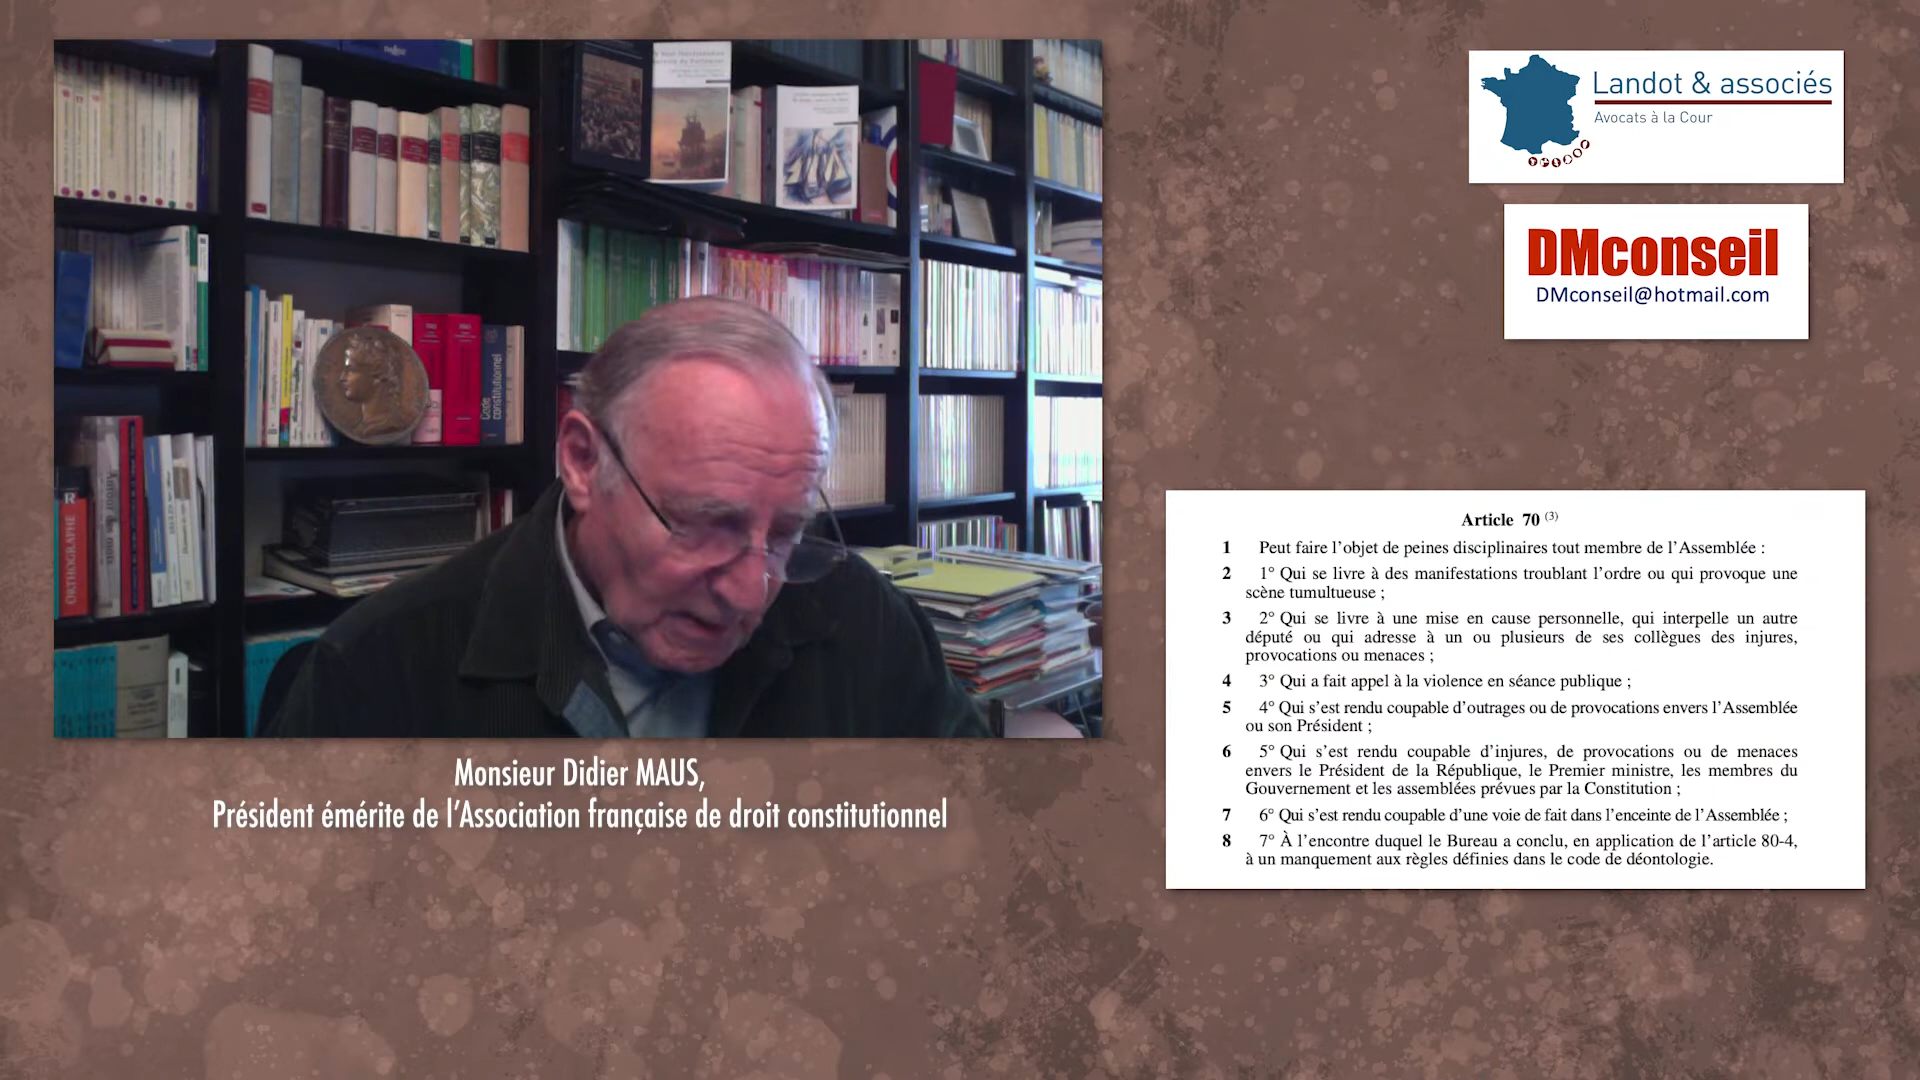 Landot & associés
Avocats à la Cour
DMconseil
DMconseil@hotmail.com
ORTHOGRAPHE
Code
constitutionnel
Monsieur Didier MAUS,
Président émérite de l'Association française de droit constitutionnel
Article 70 (3)
1 Peut faire l'objet de peines disciplinaires tout membre de l'Assemblée :
2 1° Qui se livre à des manifestations troublant l'ordre ou qui provoque une
scène tumultueuse ;
3 2° Qui se livre à une mise en cause personnelle, qui interpelle un autre
député ou qui adresse à un ou plusieurs de ses collègues des injures,
provocations ou menaces ;
4 3° Qui a fait appel à la violence en séance publique ;
5 4° Qui s'est rendu coupable d'outrages ou de provocations envers l'Assemblée
ou son Président ;
6 5° Qui s'est rendu coupable d'injures, de provocations ou de menaces
envers le Président de la République, le Premier ministre, les membres du
Gouvernement et les assemblées prévues par la Constitution ;
7 6° Qui s'est rendu coupable d'une voie de fait dans l'enceinte de l'Assemblée ;
8 7° À l'encontre duquel le Bureau a conclu, en application de l'article 80-4,
à un manquement aux règles définies dans le code de déontologie.